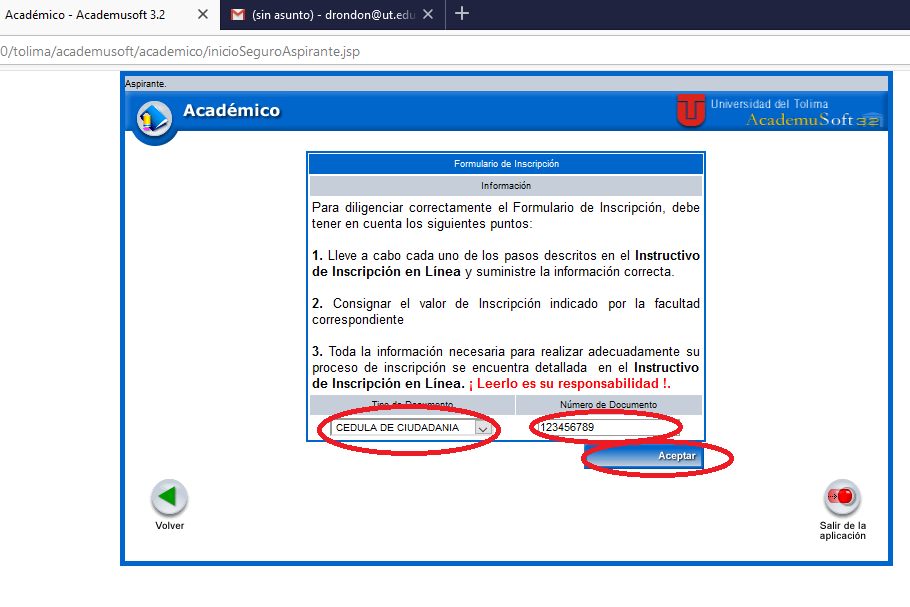 Académico - Academusoft 3.2
(sin asunto) - drondon@ut.edu
0/tolima/academusoft/academico/inicioSeguroAspirante.jsp
Aspirante.
Académico
Universidad del Tolima
AcademuSoft 3.2
Formulario de Inscripción
Información
Para diligenciar correctamente el Formulario de Inscripción, debe
tener en cuenta los siguientes puntos:
1. Lleve a cabo cada uno de los pasos descritos en el Instructivo
de Inscripción en Línea y suministre la información correcta.
2. Consignar el valor de Inscripción indicado por la facultad
correspondiente
3. Toda la información necesaria para realizar adecuadamente su
proceso de inscripción se encuentra detallada en el Instructivo
de Inscripción en Línea. ¡ Leerlo es su responsabilidad !.
Tipo de Documento
Número de Documento
CEDULA DE CIUDADANIA
123456789
Aceptar
Volver
Salir de la
aplicación